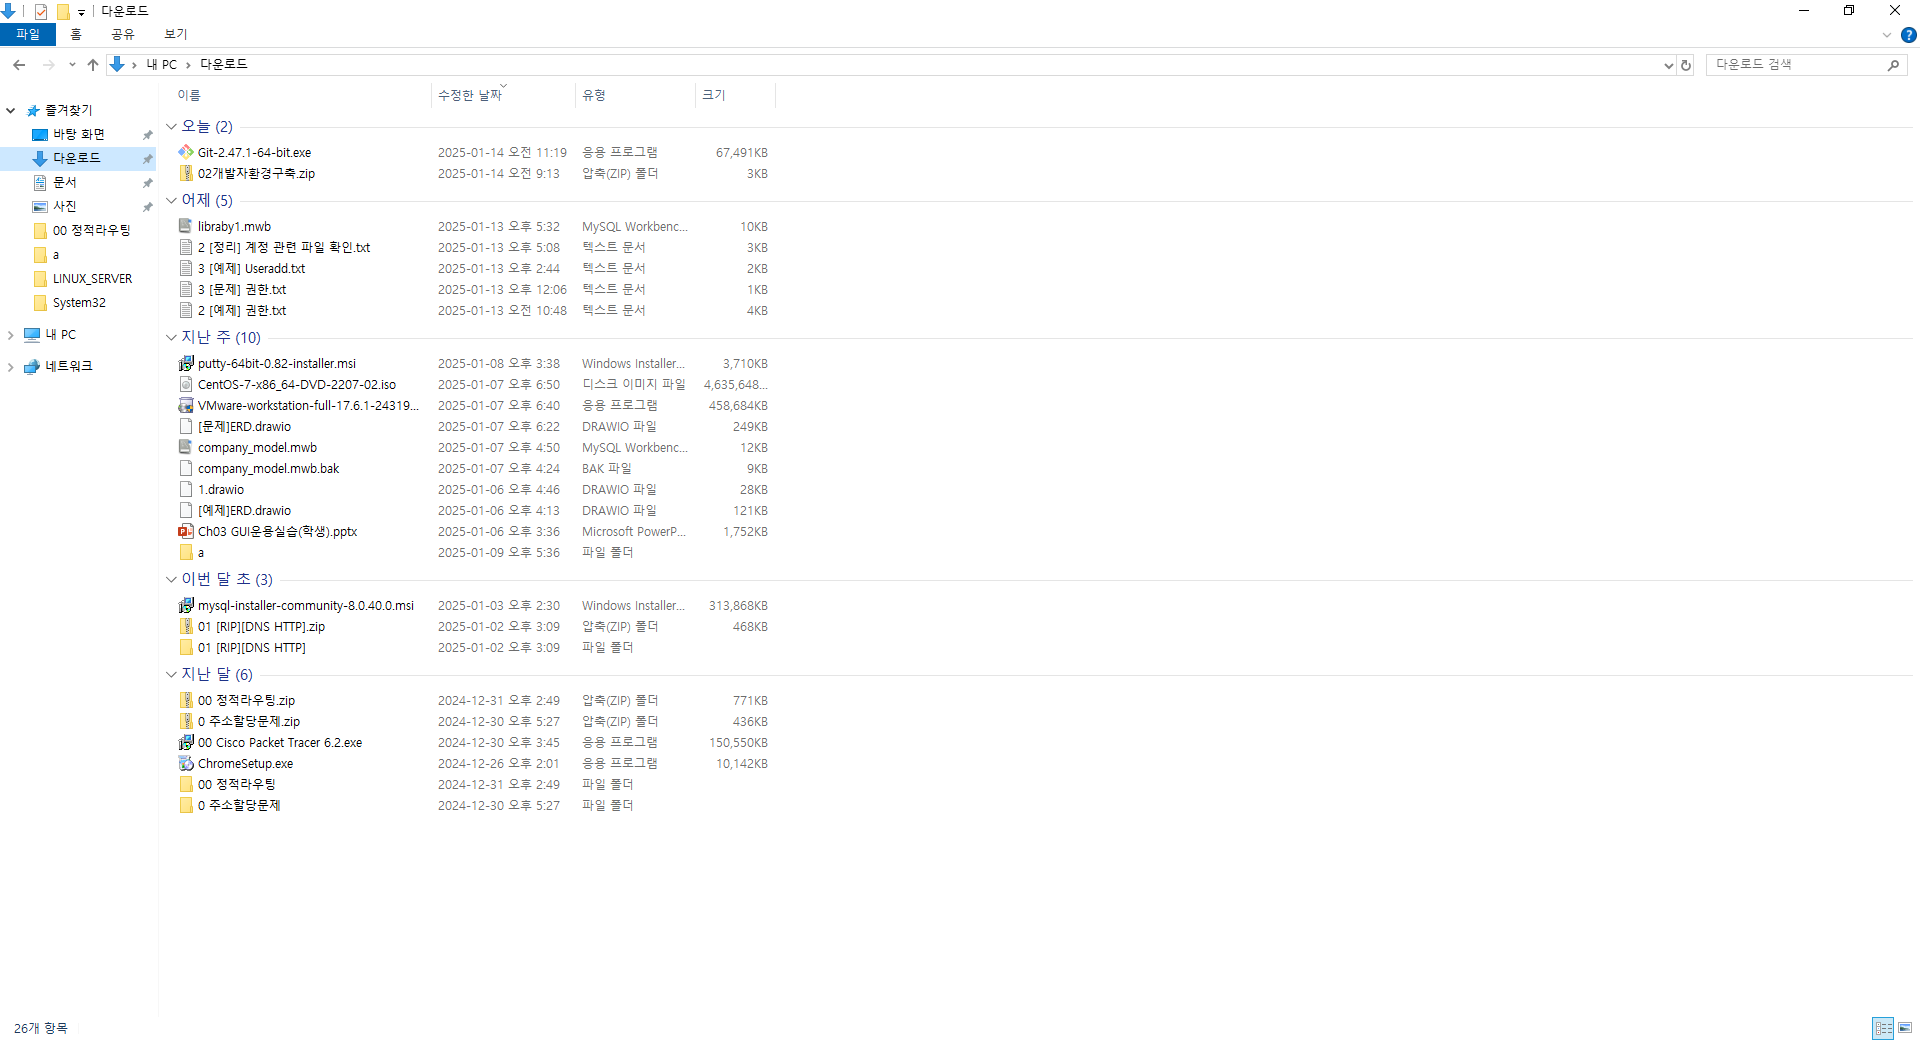 다운로드
파일 홈 공유 보기
내 PC 다운로드
다운로드 검색
이름 수정한 날짜 유형 크기
즐겨찾기
바탕 화면
다운로드
문서
사진
00 정적라우팅
a
LINUX_SERVER
System32
내 PC
네트워크
오늘 (2)
Git-2.47.1-64-bit.exe 2025-01-14 오전 11:19 응용 프로그램 67,491KB
02개발자환경구축.zip 2025-01-14 오전 9:13 압축(ZIP) 폴더 3KB
어제 (5)
libraby1.mwb 2025-01-13 오후 5:32 MySQL Workbenc... 10KB
2 [정리] 계정 관련 파일 확인.txt 2025-01-13 오후 5:08 텍스트 문서 3KB
3 [예제] Useradd.txt 2025-01-13 오후 2:44 텍스트 문서 2KB
3 [문제] 권한.txt 2025-01-13 오후 12:06 텍스트 문서 1KB
2 [예제] 권한.txt 2025-01-13 오전 10:48 텍스트 문서 4KB
지난 주 (10)
putty-64bit-0.82-installer.msi 2025-01-08 오후 3:38 Windows Installer... 3,710KB
CentOS-7-x86_64-DVD-2207-02.iso 2025-01-07 오후 6:50 디스크 이미지 파일 4,635,648...
VMware-workstation-full-17.6.1-24319... 2025-01-07 오후 6:40 응용 프로그램 458,684KB
[문제]ERD.drawio 2025-01-07 오후 6:22 DRAWIO 파일 249KB
company_model.mwb 2025-01-07 오후 4:50 MySQL Workbenc... 12KB
company_model.mwb.bak 2025-01-07 오후 4:24 BAK 파일 9KB
1.drawio 2025-01-06 오후 4:46 DRAWIO 파일 28KB
[예제]ERD.drawio 2025-01-06 오후 4:13 DRAWIO 파일 121KB
Ch03 GUI운용실습(학생).pptx 2025-01-06 오후 3:36 Microsoft PowerP... 1,752KB
a 2025-01-09 오후 5:36 파일 폴더
이번 달 초 (3)
mysql-installer-community-8.0.40.0.msi 2025-01-03 오후 2:30 Windows Installer... 313,868KB
01 [RIP][DNS HTTP].zip 2025-01-02 오후 3:09 압축(ZIP) 폴더 468KB
01 [RIP][DNS HTTP] 2025-01-02 오후 3:09 파일 폴더
지난 달 (6)
00 정적라우팅.zip 2024-12-31 오후 2:49 압축(ZIP) 폴더 771KB
0 주소할당문제.zip 2024-12-30 오후 5:27 압축(ZIP) 폴더 436KB
00 Cisco Packet Tracer 6.2.exe 2024-12-30 오후 3:45 응용 프로그램 150,550KB
ChromeSetup.exe 2024-12-26 오후 2:01 응용 프로그램 10,142KB
00 정적라우팅 2024-12-31 오후 2:49 파일 폴더
0 주소할당문제 2024-12-30 오후 5:27 파일 폴더
26개 항목